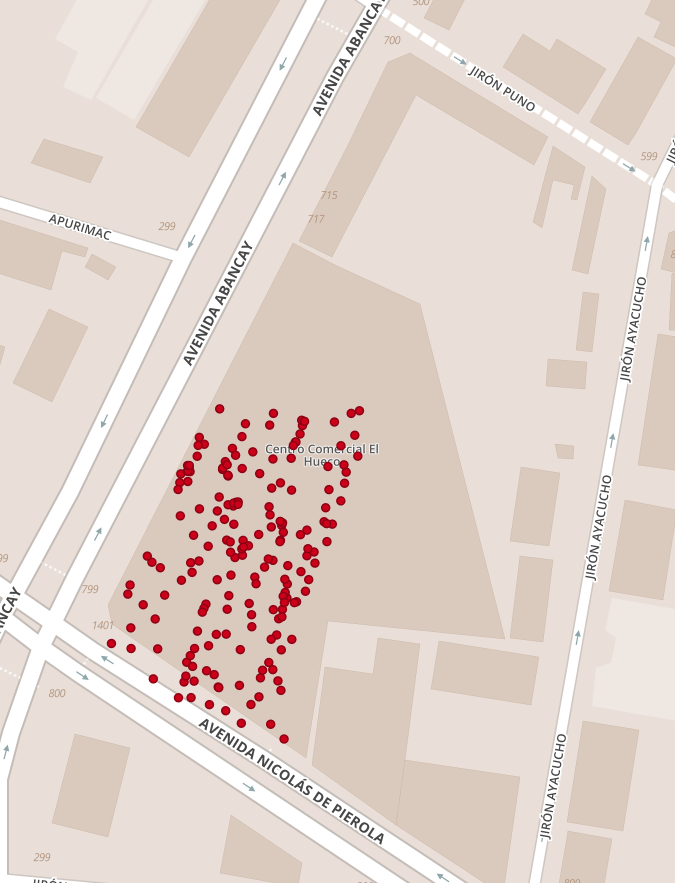 500
AVENIDA ABANCAY
700
JIRÓN PUNO
599
715
299
717
APURIMAC
AVENIDA ABANCAY
JIRÓN AYACUCHO
Centro Comercial El
Hueco
JIRÓN AYACUCHO
799
1401
800
AVENIDA NICOLÁS DE PIEROLA
JIRÓN AYACUCHO
299